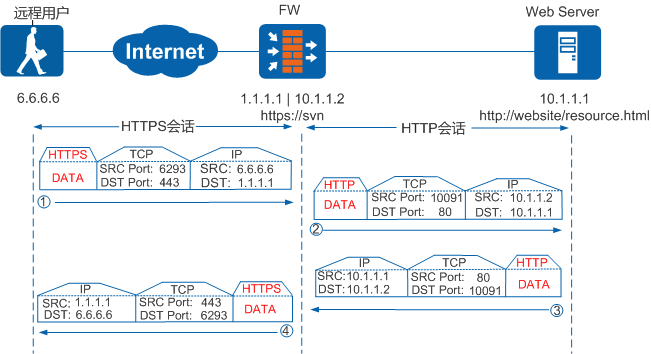 远程用户
FW
Web Server
Internet
6.6.6.6
1.1.1.1 | 10.1.1.2
https://svn
10.1.1.1
http://website/resource.html
HTTPS会话
HTTP会话
HTTPS
TCP
IP
DATA
SRC Port: 6293
DST Port: 443
SRC: 6.6.6.6
DST: 1.1.1.1
①
HTTP
TCP
IP
DATA
SRC Port: 10091
DST Port: 80
SRC: 10.1.1.2
DST: 10.1.1.1
②
IP
TCP
HTTP
SRC:10.1.1.1
DST: 10.1.1.2
SRC Port: 80
DST Port: 10091
DATA
③
IP
TCP
HTTPS
SRC: 1.1.1.1
DST: 6.6.6.6
SRC Port: 443
DST Port: 6293
DATA
④